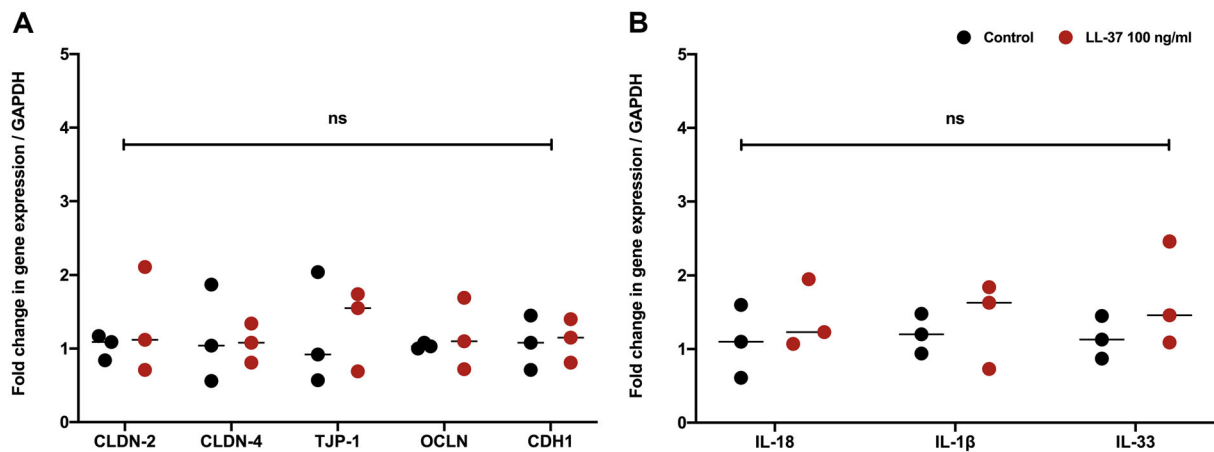 A
Fold change in gene expression / GAPDH
5
4
3
2
1
0
ns
CLDN-2 CLDN-4 TJP-1 OCLN CDH1
B
Control LL-37 100 ng/ml
Fold change in gene expression / GAPDH
5
4
3
2
1
0
ns
IL-18 IL-1β IL-33